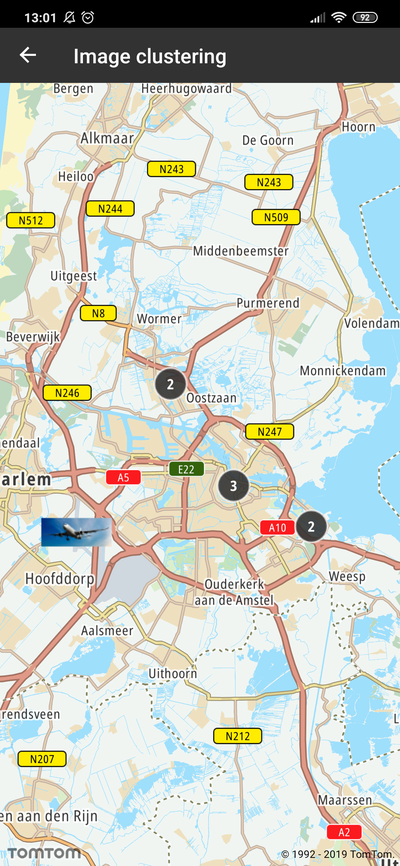 13:01
92
Image clustering
Bergen
Heerhugowaard
Hoorn
Alkmaar
De Goorn
N243
Heiloo
N243
N244
N509
N512
Middenbeemster
Uitgeest
Purmerend
N8
Wormer
Volendam
Beverwijk
Monnickendam
2
N246
Oostzaan
N247
endaal
E22
A5
arlem
3
A10
2
Hoofddorp
Weesp
Ouderkerk
aan de Amstel
Aalsmeer
Uithoorn
rendsveen
N212
N207
Maarssen
en aan den Rijn
A2
TOMTOM
© 1992 - 2019 TomTom.